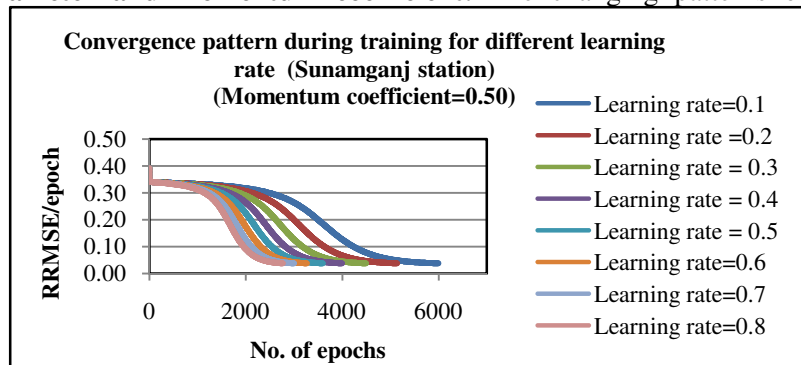 Convergence pattern during training for different learning
rate (Sunamganj station)
(Momentum coefficient=0.50)
RRMSE/epoch
0.50
0.40
0.30
0.20
0.10
0.00
0 2000 4000 6000
No. of epochs
Learning rate=0.1
Learning rate =0.2
Learning rate = 0.3
Learning rate = 0.4
Learning rate = 0.5
Learning rate=0.6
Learning rate=0.7
Learning rate=0.8